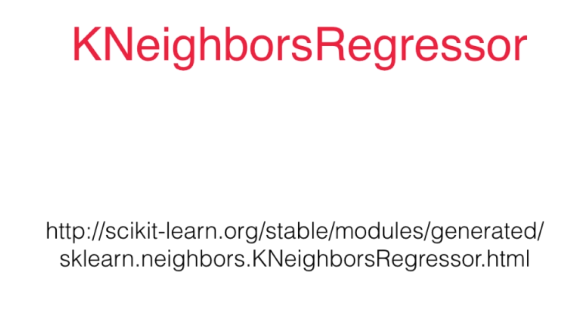 KNeighborsRegressor
http://scikit-learn.org/stable/modules/generated/
sklearn.neighbors.KNeighborsRegressor.html